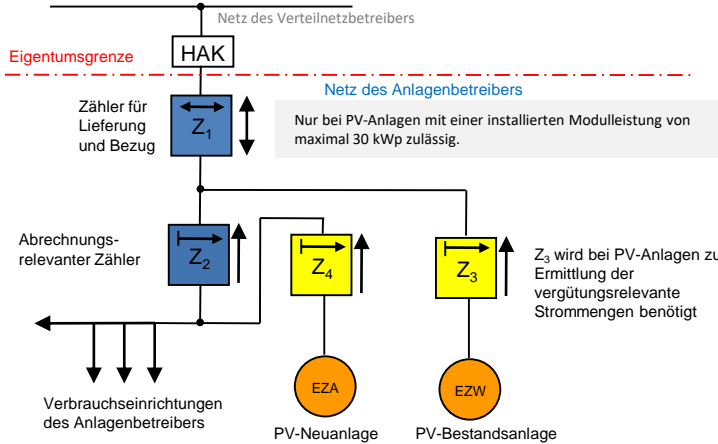 Netz des Verteilnetzbetreibers
HAK
Eigentumsgrenze
Netz des Anlagenbetreibers
Zähler für
Lieferung
und Bezug
Z1
Nur bei PV-Anlagen mit einer installierten Modulleistung von
maximal 30 kWp zulässig.
Abrechnungs-
relevanter Zähler
Z2
Z4
Z3
Z3 wird bei PV-Anlagen zu
Ermittlung der
vergütungsrelevante
Strommengen benötigt
EZA
EZW
Verbrauchseinrichtungen
des Anlagenbetreibers
PV-Neuanlage
PV-Bestandsanlage